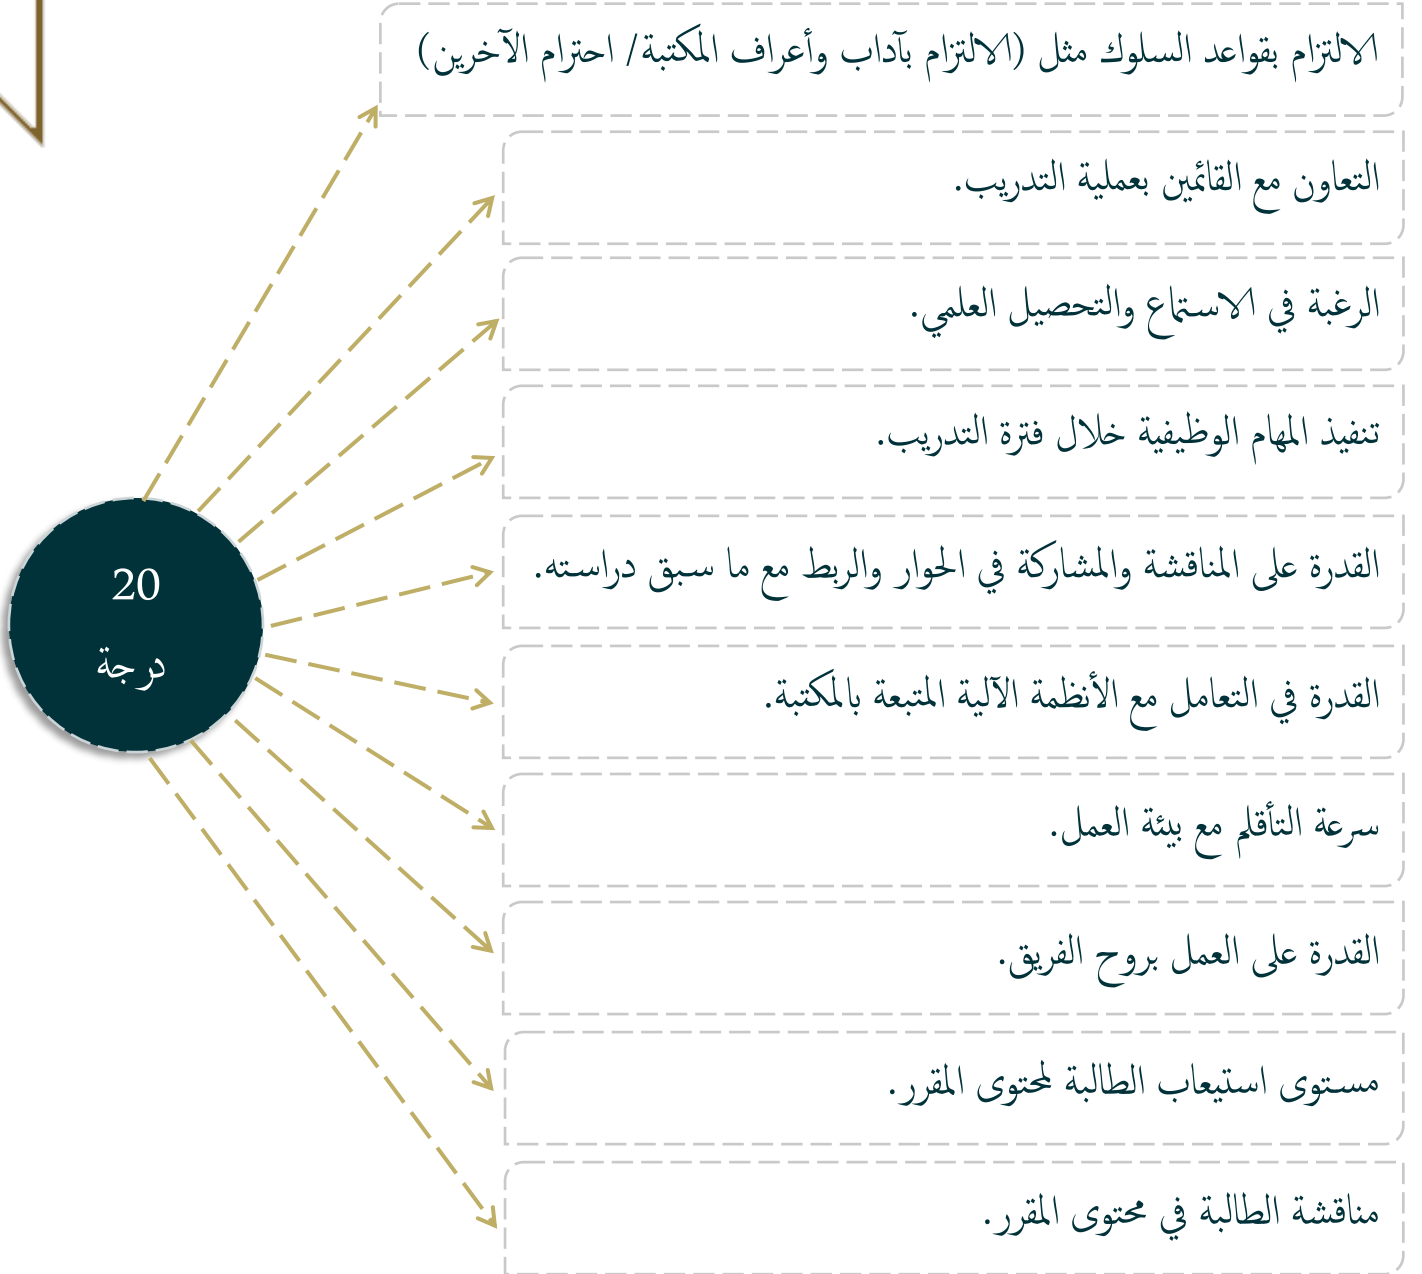 الالتزام بقواعد السلوك مثل (الالتزام بآداب وأعراف المكتبة/ احترام الآخرين)
التعاون مع القائمين بعملية التدريب.
الرغبة في الاستماع والتحصيل العلمي.
تنفيذ المهام الوظيفية خلال فترة التدريب.
القدرة على المناقشة والمشاركة في الحوار والربط مع ما سبق دراسته.
القدرة في التعامل مع الأنظمة الآلية المتبعة بالمكتبة.
سرعة التأقلم مع بيئة العمل.
القدرة على العمل بروح الفريق.
مستوى استيعاب الطالبة لمحتوى المقرر.
مناقشة الطالبة في محتوى المقرر.
20
درجة